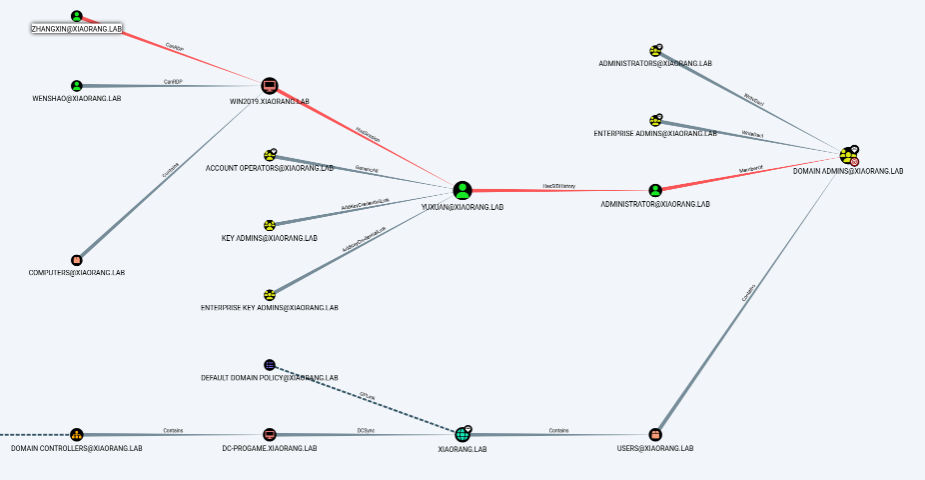 ZHANGXIN@XIAORANG.LAB
CanRDP
WENSHAO@XIAORANG.LAB
CanRDP
WIN2019.XIAORANG.LAB
ADMINISTRATORS@XIAORANG.LAB
WriteDacl
ENTERPRISE ADMINS@XIAORANG.LAB
WriteDacl
HasSession
ACCOUNT OPERATORS@XIAORANG.LAB
GenericAll
Contains
DOMAIN ADMINS@XIAORANG.LAB
MemberOf
HasSIDHistory
YUXUAN@XIAORANG.LAB
ADMINISTRATOR@XIAORANG.LAB
AddKeyCredentialLink
KEY ADMINS@XIAORANG.LAB
AddKeyCredentialLink
COMPUTERS@XIAORANG.LAB
ENTERPRISE KEY ADMINS@XIAORANG.LAB
Contains
DEFAULT DOMAIN POLICY@XIAORANG.LAB
GPLink
Contains
DCSync
Contains
DOMAIN CONTROLLERS@XIAORANG.LAB
DC-PROGAME.XIAORANG.LAB
XIAORANG.LAB
USERS@XIAORANG.LAB